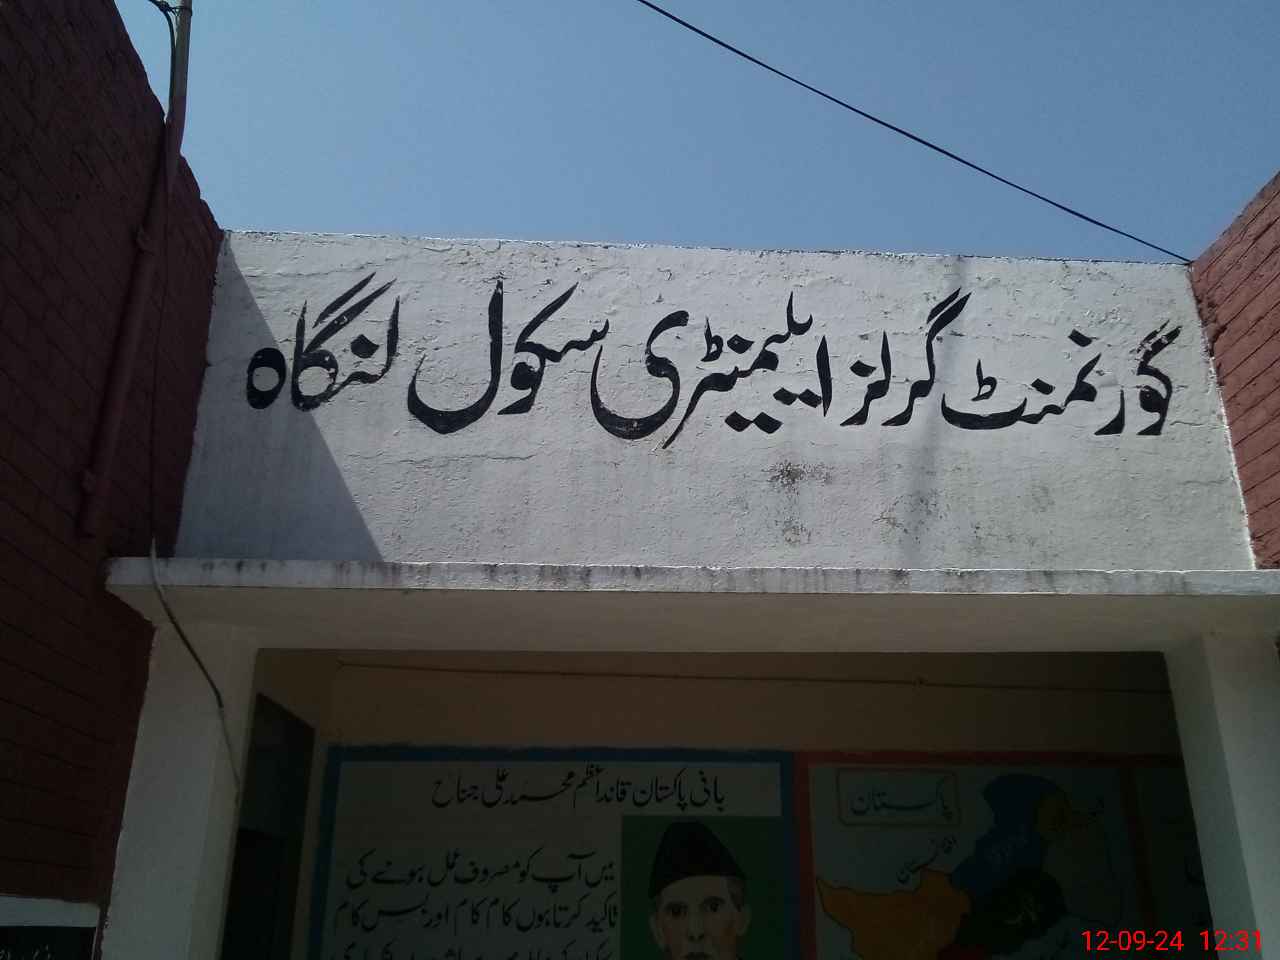 گورنمنٹ گرلز ایلیمنٹری سکول لنگاہ
بانی پاکستان قائداعظم محمد علی جناح
میں آپ کو مصروف عمل ہونے کی
تاکید کرتا ہوں کام کام اور بس کام
پاکستان
افغانستان
12-09-24 12:31